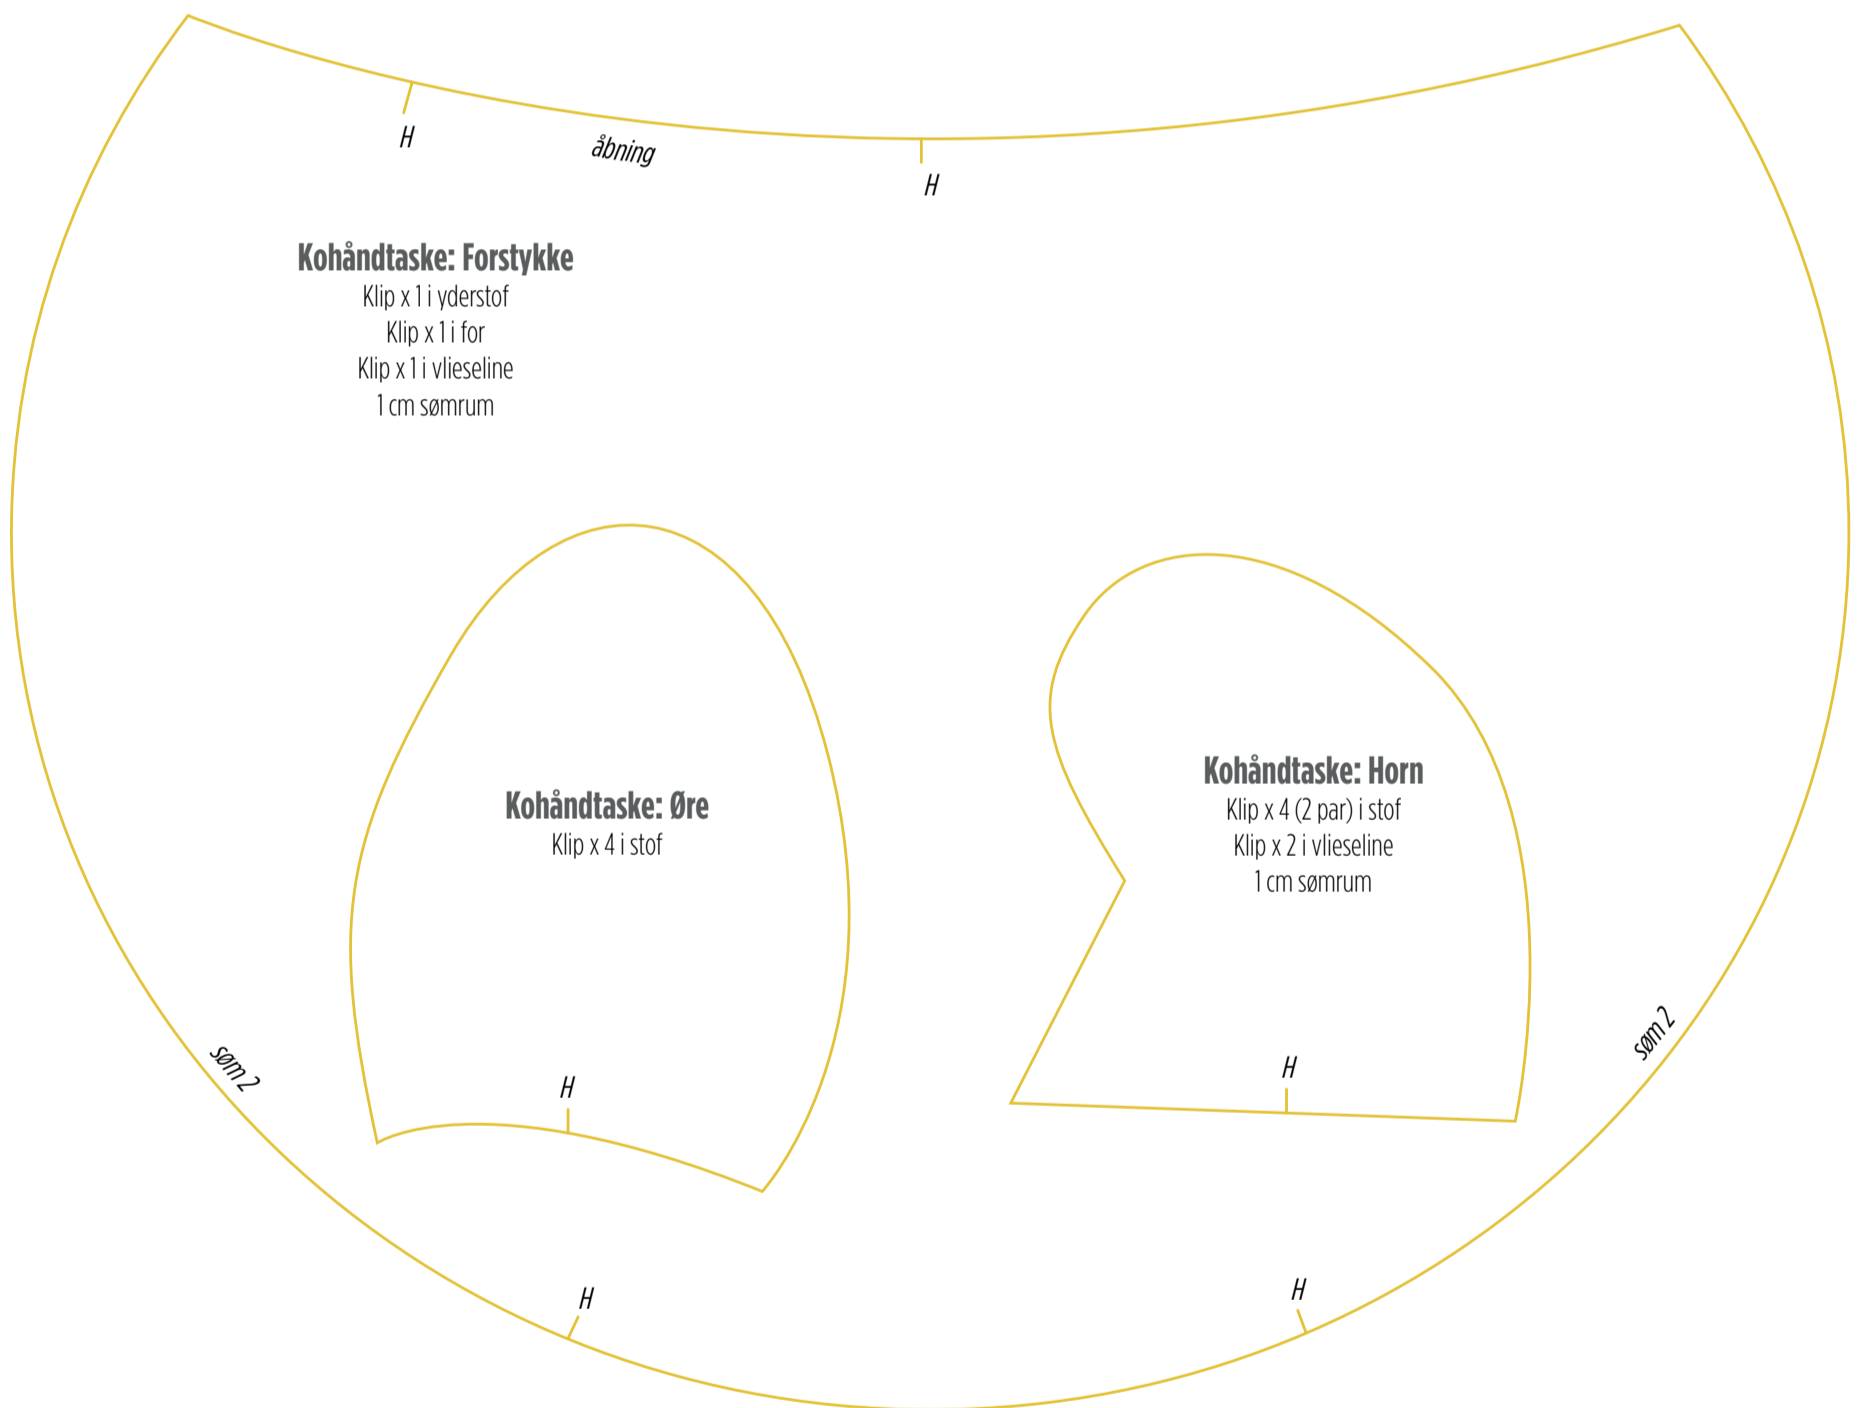 H
åbning
H
Kohåndtaske: Forstykke
Klip x 1 i yderstof
Klip x 1 i for
Klip x 1 i vlieseline
1 cm sømrum
Kohåndtaske: Øre
Klip x 4 i stof
Kohåndtaske: Horn
Klip x 4 (2 par) i stof
Klip x 2 i vlieseline
1 cm sømrum
søm 2
søm 2
H
H
H
H